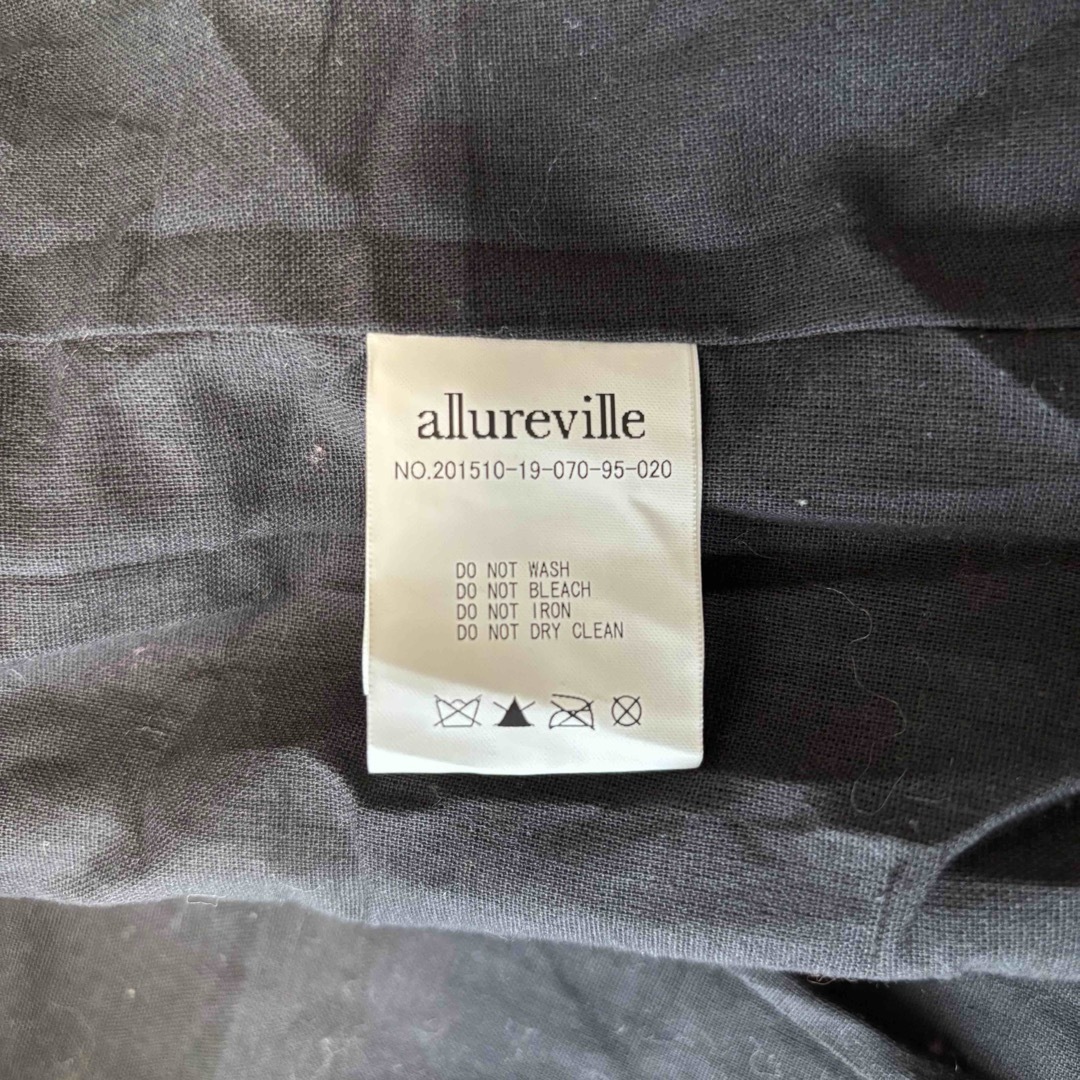 allureville
NO.201510-19-070-95-020
DO NOT WASH
DO NOT BLEACH
DO NOT IRON
DO NOT DRY CLEAN